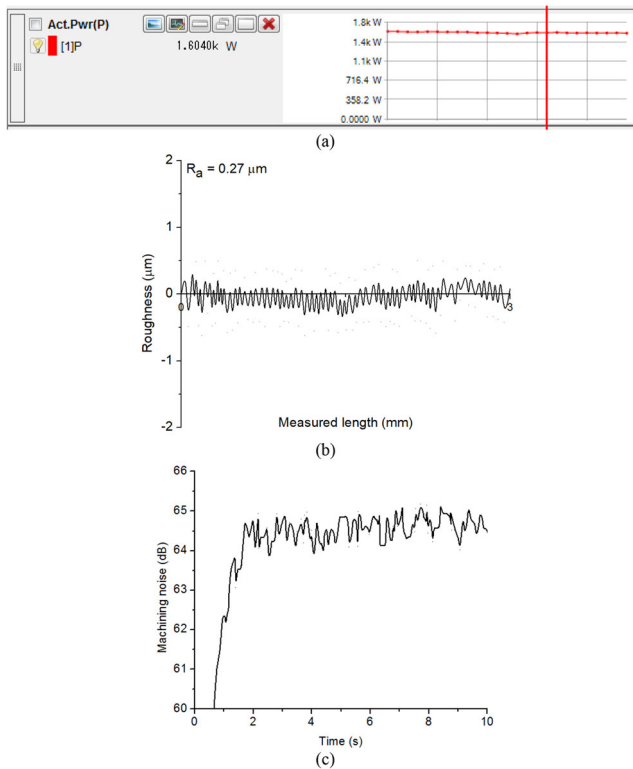 Act.Pwr(P)
[1]P 1.6040k W
1.8k W
1.4k W
1.1k W
716.4 W
358.2 W
0.0000 W
(a)
Rₐ = 0.27 µm
2
1
0
-1
-2
0
3
Roughness (µm)
Measured length (mm)
(b)
66
65
64
63
62
61
60
0 2 4 6 8 10
Machining noise (dB)
Time (s)
(c)